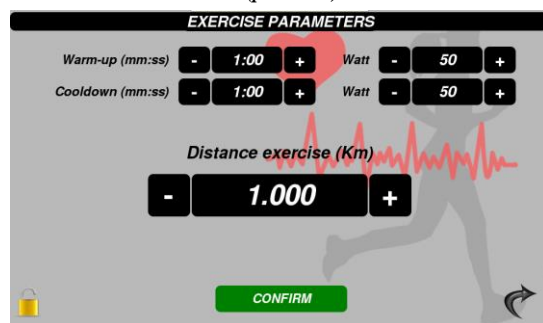 EXERCISE PARAMETERS
Warm-up (mm:ss) - 1:00 + Watt - 50 +
Cooldown (mm:ss) - 1:00 + Watt - 50 +
Distance exercise (Km)
- 1.000 +
CONFIRM